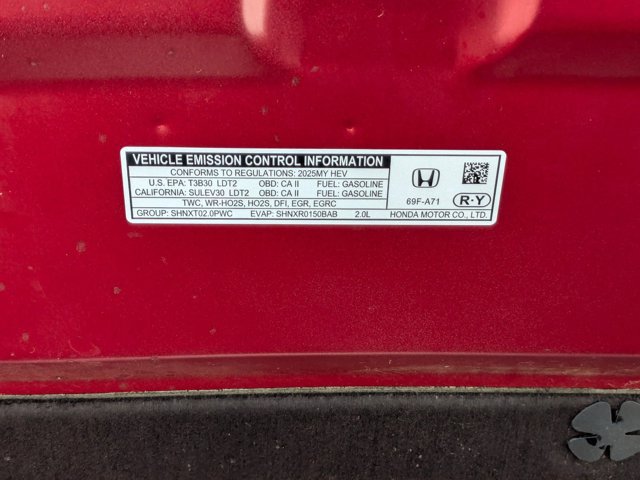 VEHICLE EMISSION CONTROL INFORMATION
CONFORMS TO REGULATIONS: 2025MY HEV
U.S. EPA: T3B30 LDT2 OBD: CA II FUEL: GASOLINE
CALIFORNIA: SULEV30 LDT2 OBD: CA II FUEL: GASOLINE
TWC, WR-HO2S, HO2S, DFI, EGR, EGRC
GROUP: SHNXT02.0PWC EVAP: SHNXR0150BAB 2.0L
69F-A71
R·Y
HONDA MOTOR CO., LTD.